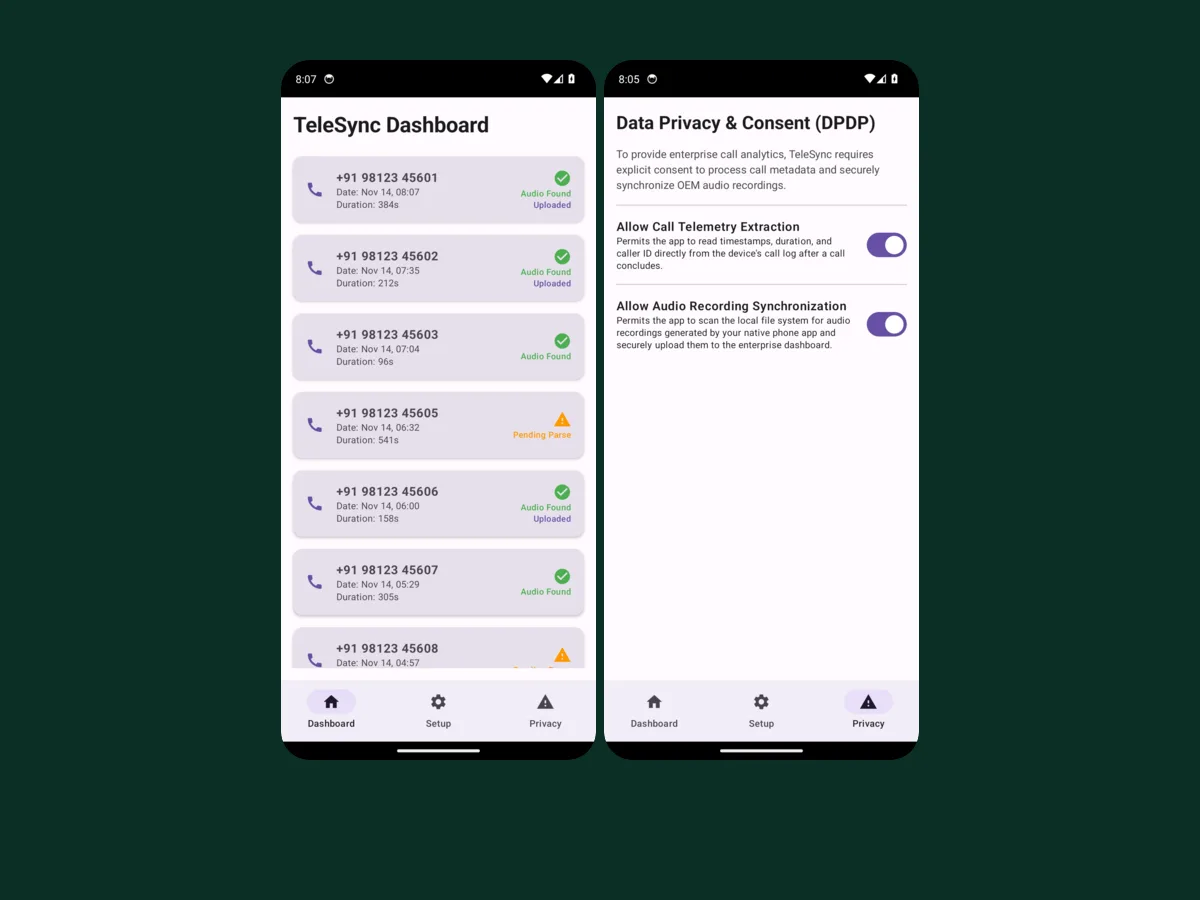 8:07
TeleSync Dashboard
+91 98123 45601
Date: Nov 14, 08:07
Duration: 384s
Audio Found
Uploaded
+91 98123 45602
Date: Nov 14, 07:35
Duration: 212s
Audio Found
Uploaded
+91 98123 45603
Date: Nov 14, 07:04
Duration: 96s
Audio Found
+91 98123 45605
Date: Nov 14, 06:32
Duration: 541s
Pending Parse
+91 98123 45606
Date: Nov 14, 06:00
Duration: 158s
Audio Found
Uploaded
+91 98123 45607
Date: Nov 14, 05:29
Duration: 305s
Audio Found
+91 98123 45608
Date: Nov 14, 04:57
Dashboard
Setup
Privacy
8:05
Data Privacy & Consent (DPDP)
To provide enterprise call analytics, TeleSync requires
explicit consent to process call metadata and securely
synchronize OEM audio recordings.
Allow Call Telemetry Extraction
Permits the app to read timestamps, duration, and
caller ID directly from the device's call log after a call
concludes.
Allow Audio Recording Synchronization
Permits the app to scan the local file system for audio
recordings generated by your native phone app and
securely upload them to the enterprise dashboard.
Dashboard
Setup
Privacy